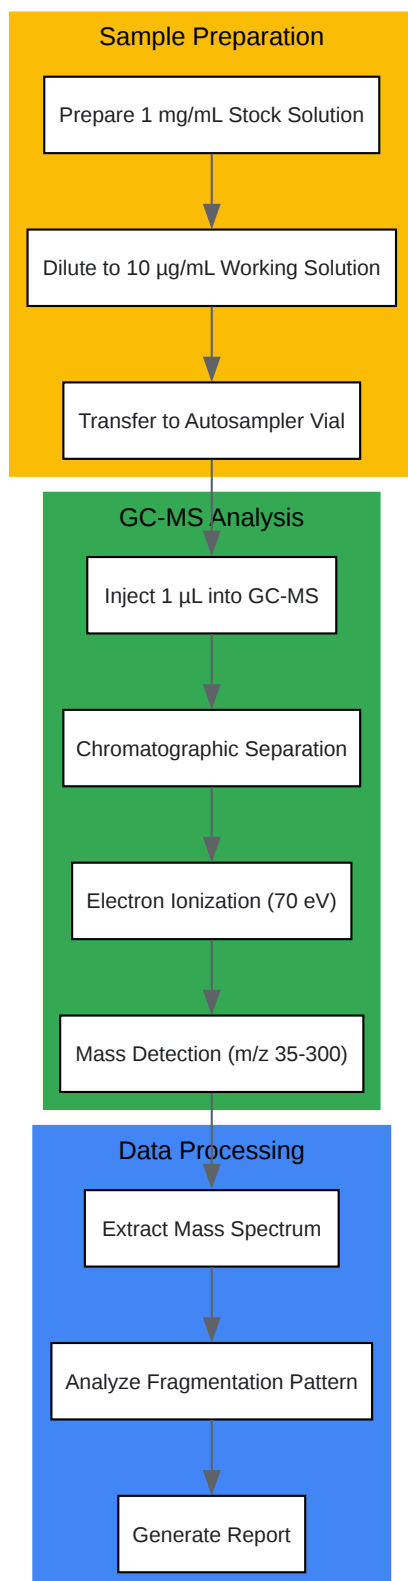 Sample Preparation
Prepare 1 mg/mL Stock Solution
Dilute to 10 µg/mL Working Solution
Transfer to Autosampler Vial
GC-MS Analysis
Inject 1 µL into GC-MS
Chromatographic Separation
Electron Ionization (70 eV)
Mass Detection (m/z 35-300)
Data Processing
Extract Mass Spectrum
Analyze Fragmentation Pattern
Generate Report